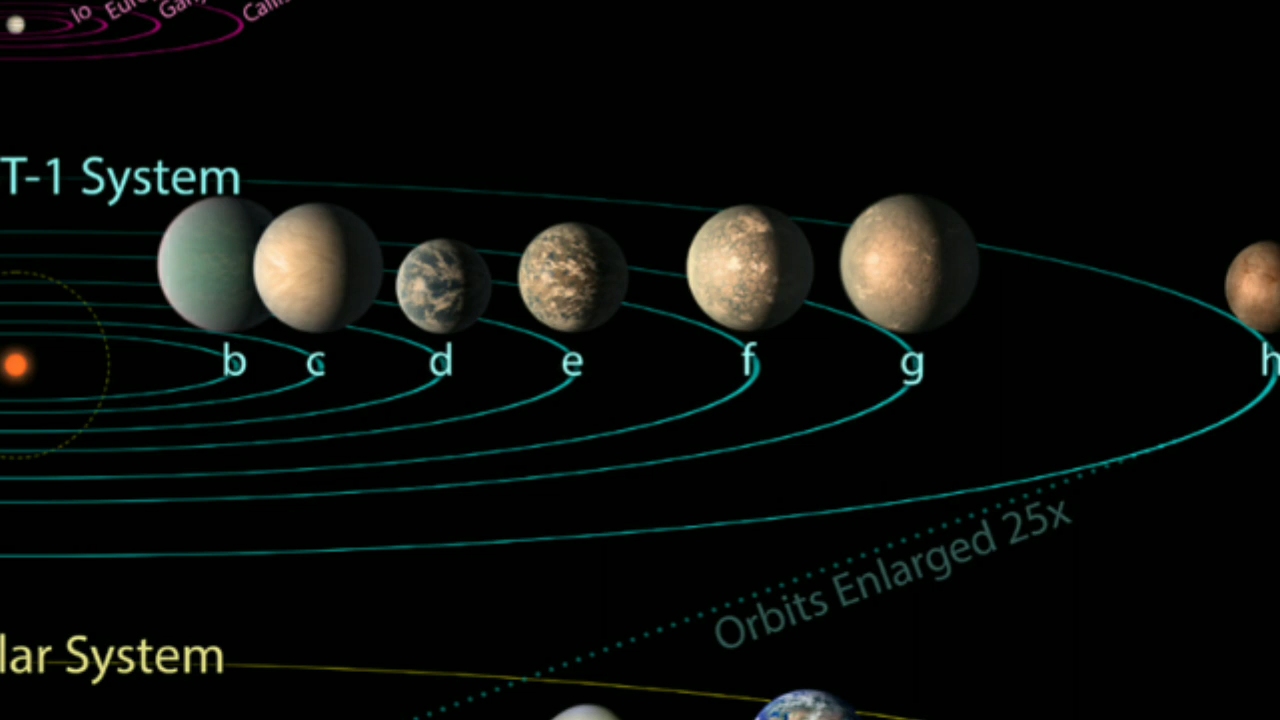 Io
T-1 System
b c d e f g h
Orbits Enlarged 25x
lar System